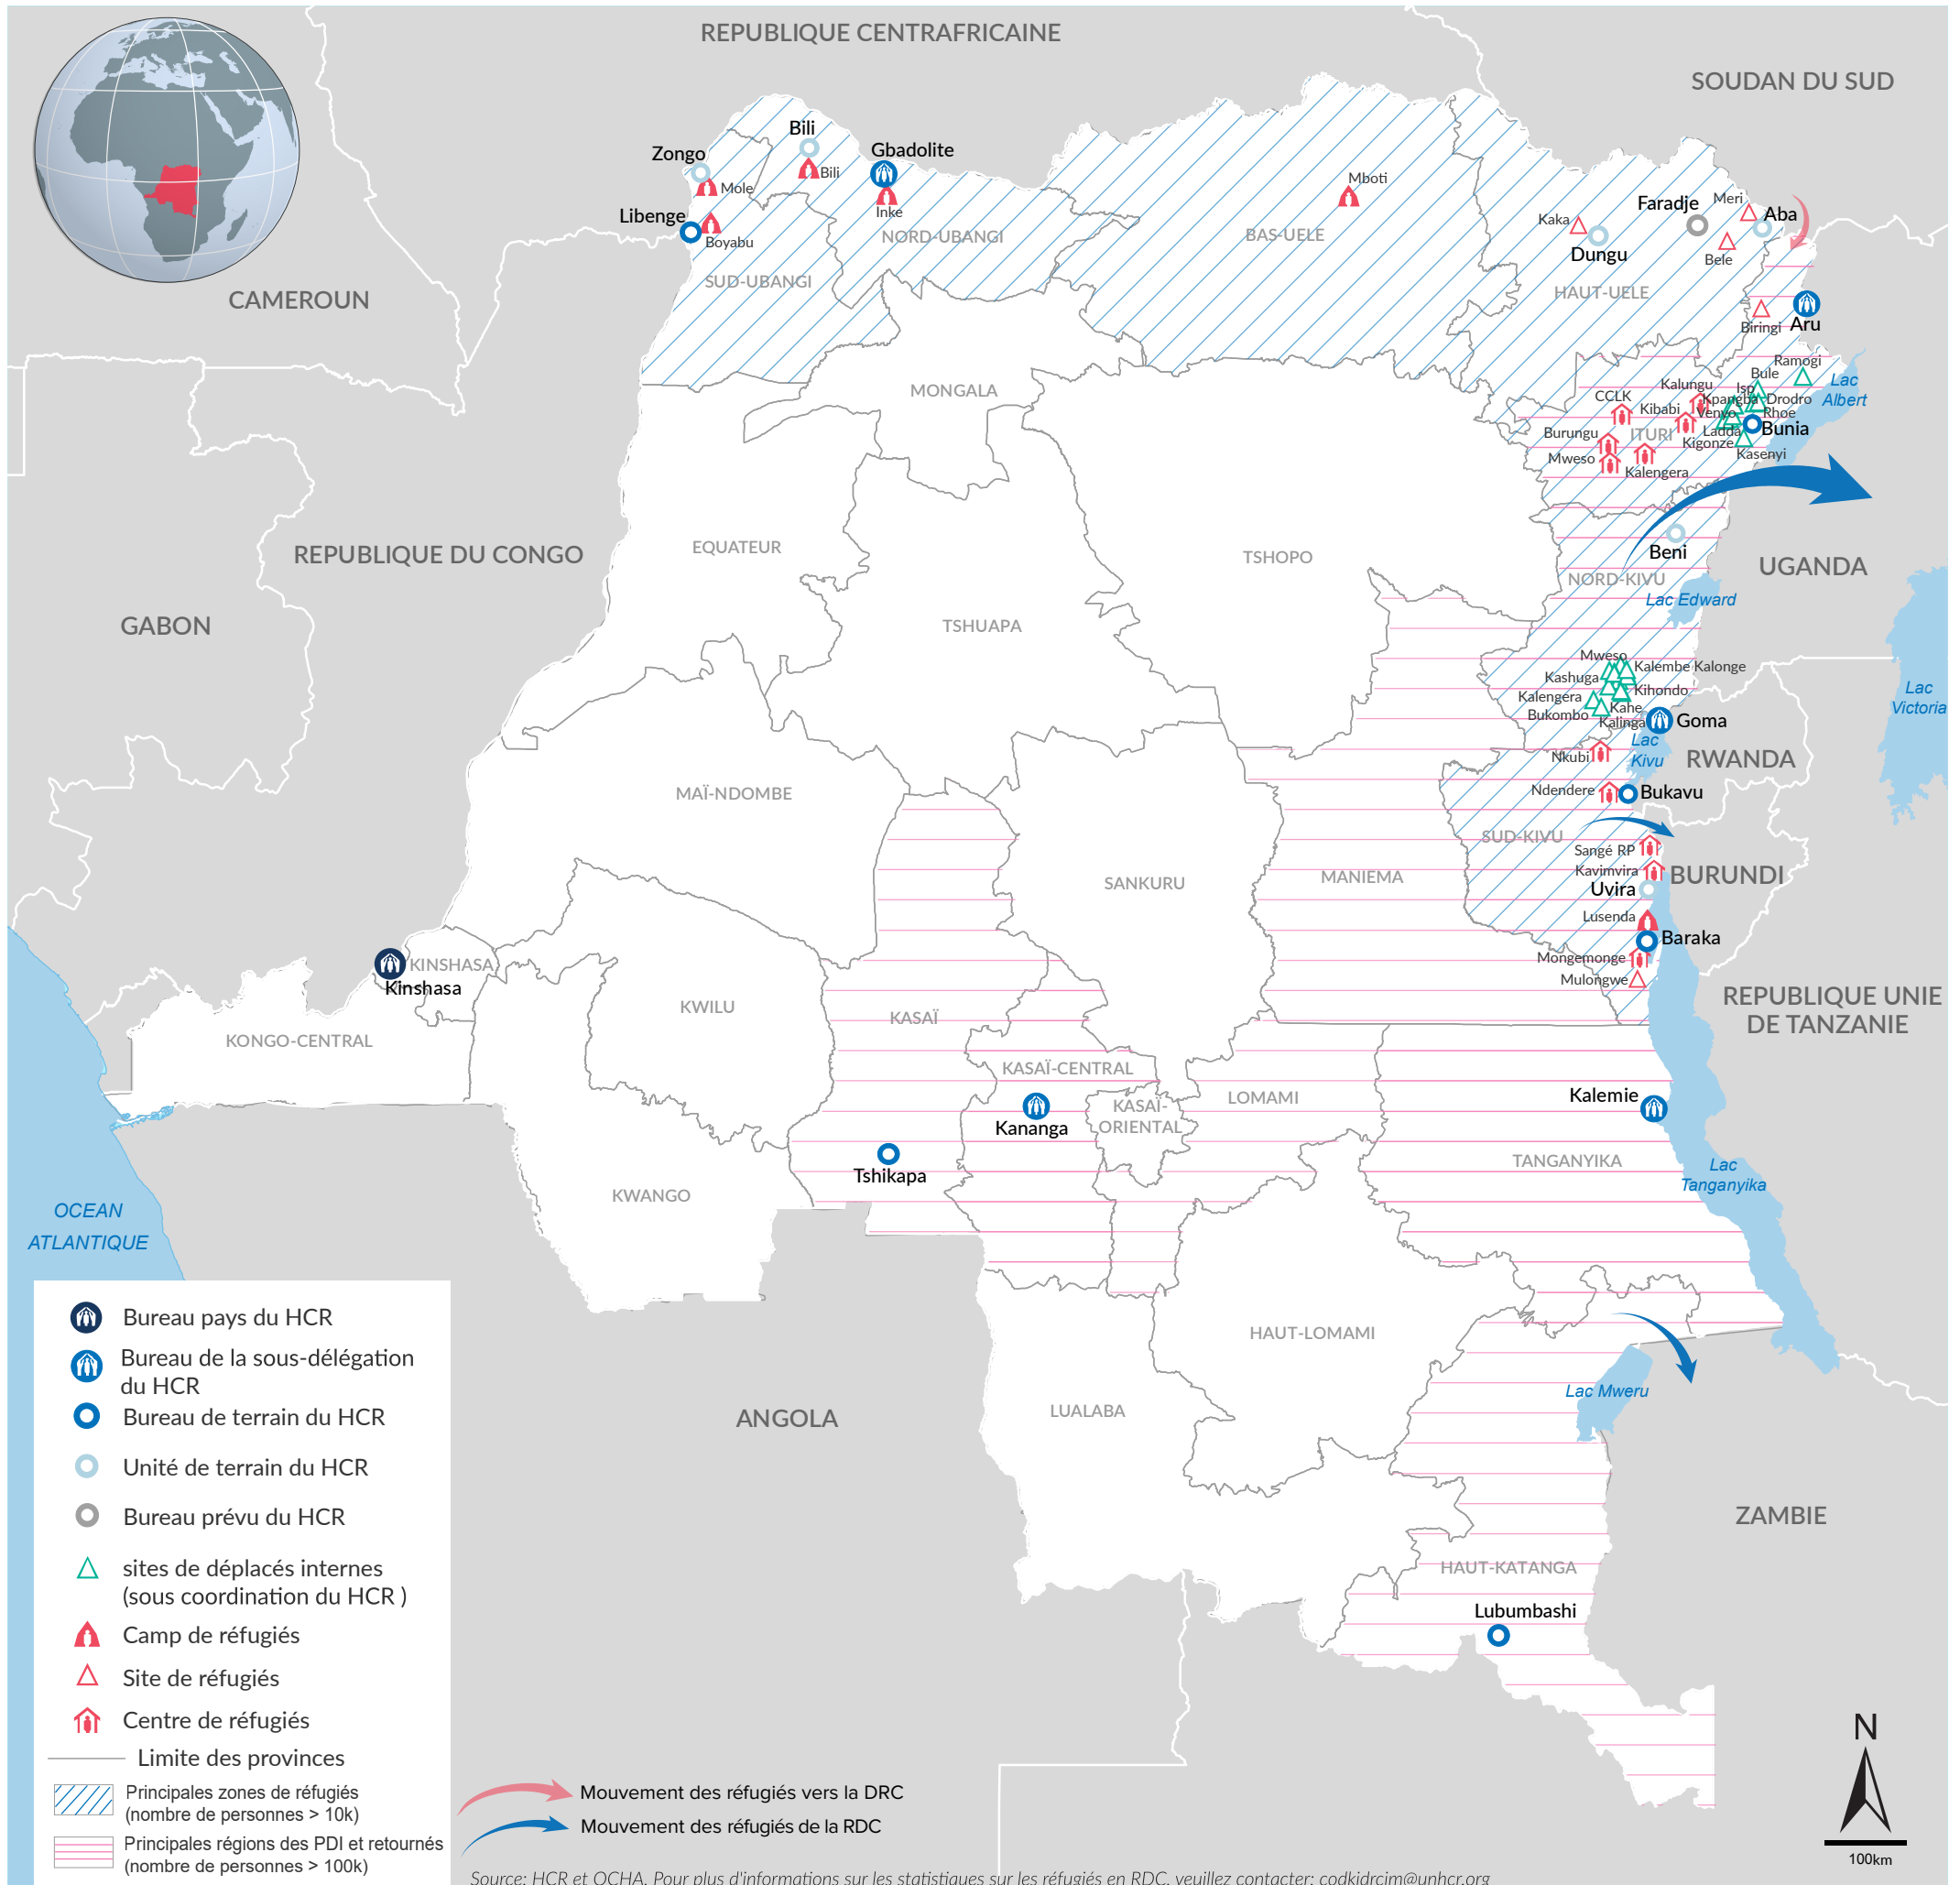 REPUBLIQUE CENTRAFRICAINE
SOUDAN DU SUD
CAMEROUN
REPUBLIQUE DU CONGO
GABON
UGANDA
RWANDA
BURUNDI
REPUBLIQUE UNIE
DE TANZANIE
ZAMBIE
ANGOLA
OCEAN
ATLANTIQUE
Bili
Zongo
Gbadolite
Bili
Mole
Inke
Libenge
Boyabu
NORD-UBANGI
SUD-UBANGI
Mboti
BAS-UELE
Kaka
Faradje
Meri
Aba
Dungu
Bele
HAUT-UELE
Biringi
Aru
Ramogi
Bule
Lac
Albert
Isp
Kalungu
CCLK
Kpangba
Drodro
Kibabi
Venyo
Rhoe
Burungu
ITURI
Ladda
Bunia
Kigonze
Mweso
Kasenyi
Kalengera
MONGALA
EQUATEUR
TSHOPO
TSHUAPA
Beni
NORD-KIVU
Lac Edward
Mweso
Kalembe Kalonge
Kashuga
Kalengera
Kihondo
Bukombo
Kahe
Kalinga
Goma
Lac
Kivu
Lac
Victoria
Nkubi
Ndendere
Bukavu
SUD-KIVU
Sangé RP
Kavimvira
Uvira
Lusenda
Baraka
Mongemonge
Mulongwe
MAÏ-NDOMBE
SANKURU
MANIEMA
KINSHASA
Kinshasa
KONGO-CENTRAL
KWILU
KASAÏ
KASAÏ-CENTRAL
KASAÏ-
ORIENTAL
LOMAMI
Kananga
Tshikapa
KWANGO
Kalemie
TANGANYIKA
Lac
Tanganyika
HAUT-LOMAMI
LUALABA
Lac Mweru
HAUT-KATANGA
Lubumbashi
Bureau pays du HCR
Bureau de la sous-délégation
du HCR
Bureau de terrain du HCR
Unité de terrain du HCR
Bureau prévu du HCR
sites de déplacés internes
(sous coordination du HCR )
Camp de réfugiés
Site de réfugiés
Centre de réfugiés
Limite des provinces
Principales zones de réfugiés
(nombre de personnes > 10k)
Principales régions des PDI et retournés
(nombre de personnes > 100k)
Mouvement des réfugiés vers la DRC
Mouvement des réfugiés de la RDC
N
100km
Source: HCR et OCHA. Pour plus d'informations sur les statistiques sur les réfugiés en RDC, veuillez contacter: codkidrcim@unhcr.org